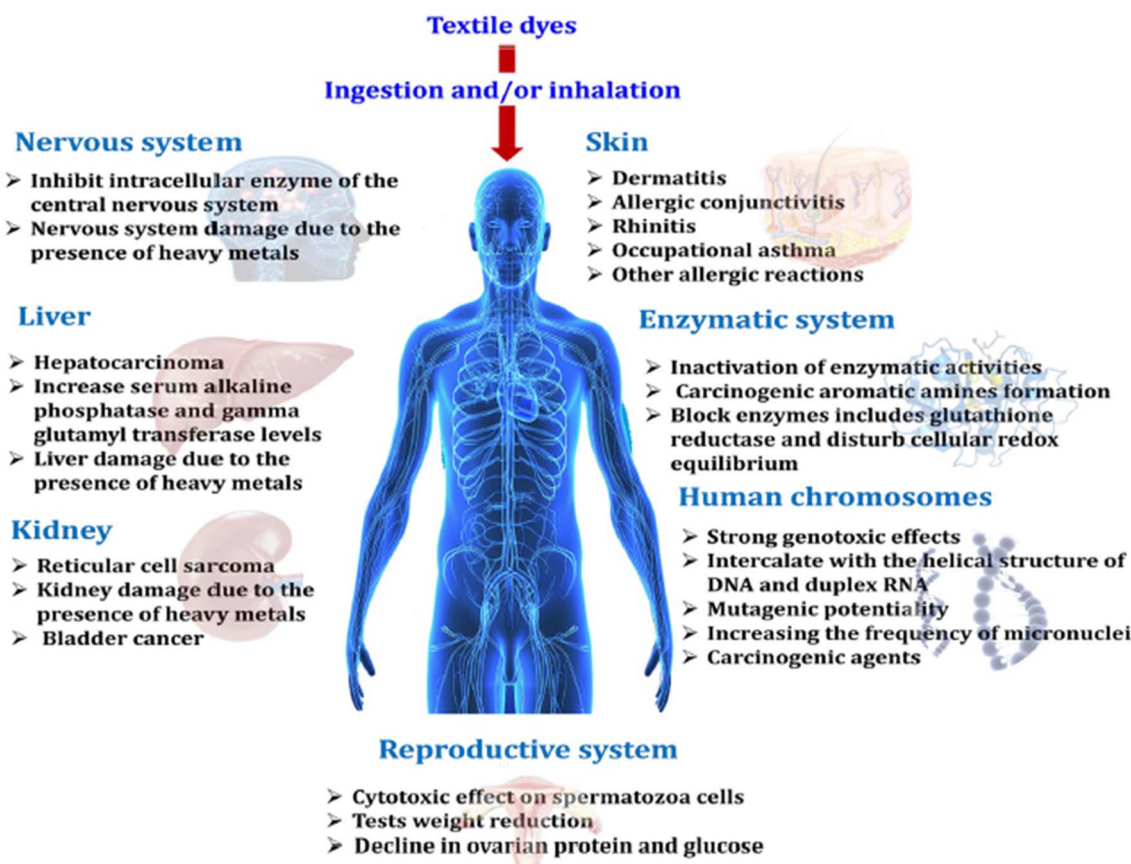 Textile dyes
Ingestion and/or inhalation
Nervous system
➢ Inhibit intracellular enzyme of the
central nervous system
➢ Nervous system damage due to the
presence of heavy metals
Liver
➢ Hepatocarcinoma
➢ Increase serum alkaline
phosphatase and gamma
glutamyl transferase levels
➢ Liver damage due to the
presence of heavy metals
Kidney
➢ Reticular cell sarcoma
➢ Kidney damage due to the
presence of heavy metals
➢ Bladder cancer
Skin
➢ Dermatitis
➢ Allergic conjunctivitis
➢ Rhinitis
➢ Occupational asthma
➢ Other allergic reactions
Enzymatic system
➢ Inactivation of enzymatic activities
➢ Carcinogenic aromatic amines formation
➢ Block enzymes includes glutathione
reductase and disturb cellular redox
equilibrium
Human chromosomes
➢ Strong genotoxic effects
➢ Intercalate with the helical structure of
DNA and duplex RNA
➢ Mutagenic potentiality
➢ Increasing the frequency of micronuclei
➢ Carcinogenic agents
Reproductive system
➢ Cytotoxic effect on spermatozoa cells
➢ Tests weight reduction
➢ Decline in ovarian protein and glucose